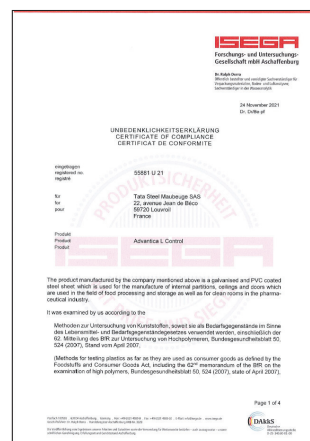 ISEGA
Forschungs- und Untersuchungs-
Gesellschaft mbH Aschaffenburg
Dr. Ralph Derra
24 November 2021
UNBEDENKLICHKEITSERKLÄRUNG
CERTIFICATE OF COMPLIANCE
CERTIFICAT DE CONFORMITE
eingetragen
registered no.
registré
55881 U 21
für
for
pour
Tata Steel Maubeuge SAS
22, avenue Jean de Béco
59720 Louvroil
France
Produkt
Product
Produit
Advantica L Control
PRODUKTSICHERHEIT
ISEGA
The product manufactured by the company mentioned above is a galvanised and PVC coated
steel sheet which is used for the manufacture of internal partitions, ceilings and doors which
are used in the field of food processing and storage as well as for clean rooms in the pharma-
ceutical industry.
It was examined by us according to the
Methoden zur Untersuchung von Kunststoffen, soweit sie als Bedarfsgegenstände im Sinne
des Lebensmittel- und Bedarfsgegenständegesetzes verwendet werden, einschließlich der
62. Mitteilung des BfR zur Untersuchung von Hochpolymeren, Bundesgesundheitsblatt 50,
524 (2007), Stand vom April 2007.
(Methods for testing plastics as far as they are used as consumer goods as defined by the
Foodstuffs and Consumer Goods Act, including the 62nd memorandum of the BfR on the
examination of high polymers, Bundesgesundheitsblatt 50, 524 (2007), state of April 2007),
Page 1 of 4
DAkkS